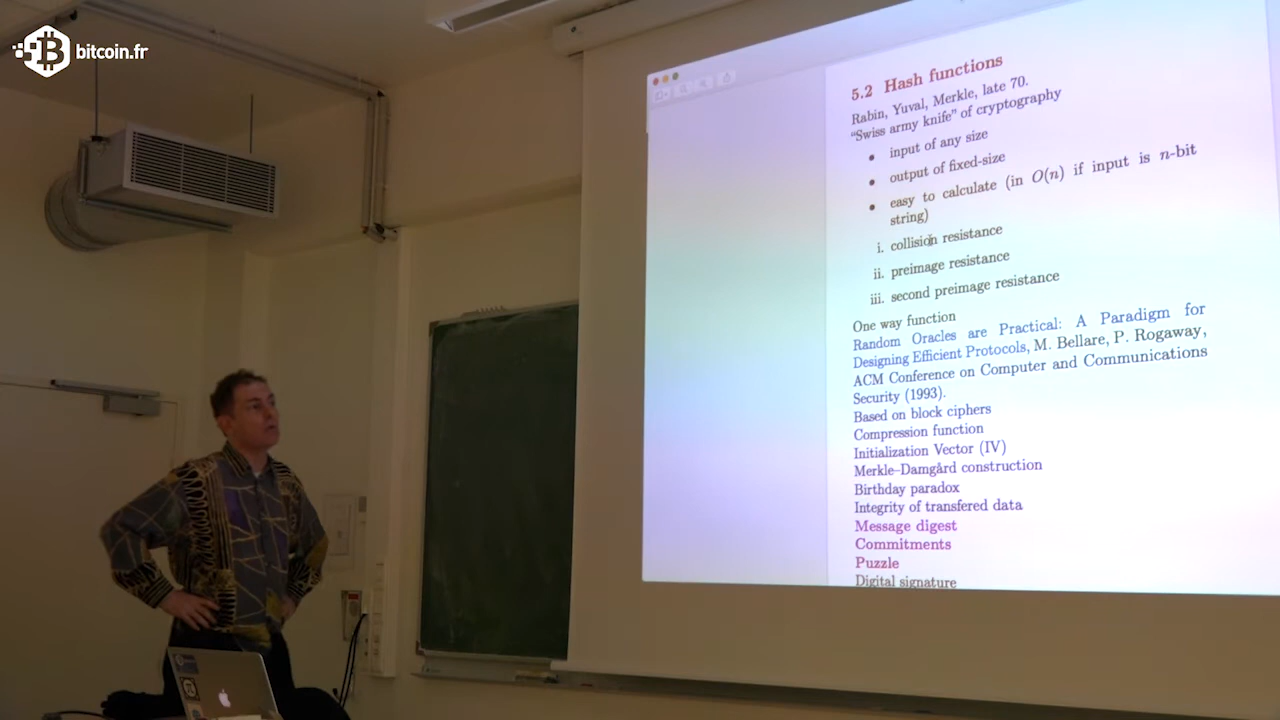 bitcoin.fr
5.2 Hash functions
Rabin, Yuval, Merkle, late 70.
“Swiss army knife” of cryptography
• input of any size
• output of fixed-size
• easy to calculate (in O(n) if input is n-bit
string)
i. collision resistance
ii. preimage resistance
iii. second preimage resistance
One way function
Random Oracles are Practical: A Paradigm for
Designing Efficient Protocols, M. Bellare, P. Rogaway,
ACM Conference on Computer and Communications
Security (1993).
Based on block ciphers
Compression function
Initialization Vector (IV)
Merkle–Damgård construction
Birthday paradox
Integrity of transfered data
Message digest
Commitments
Puzzle
Digital signature